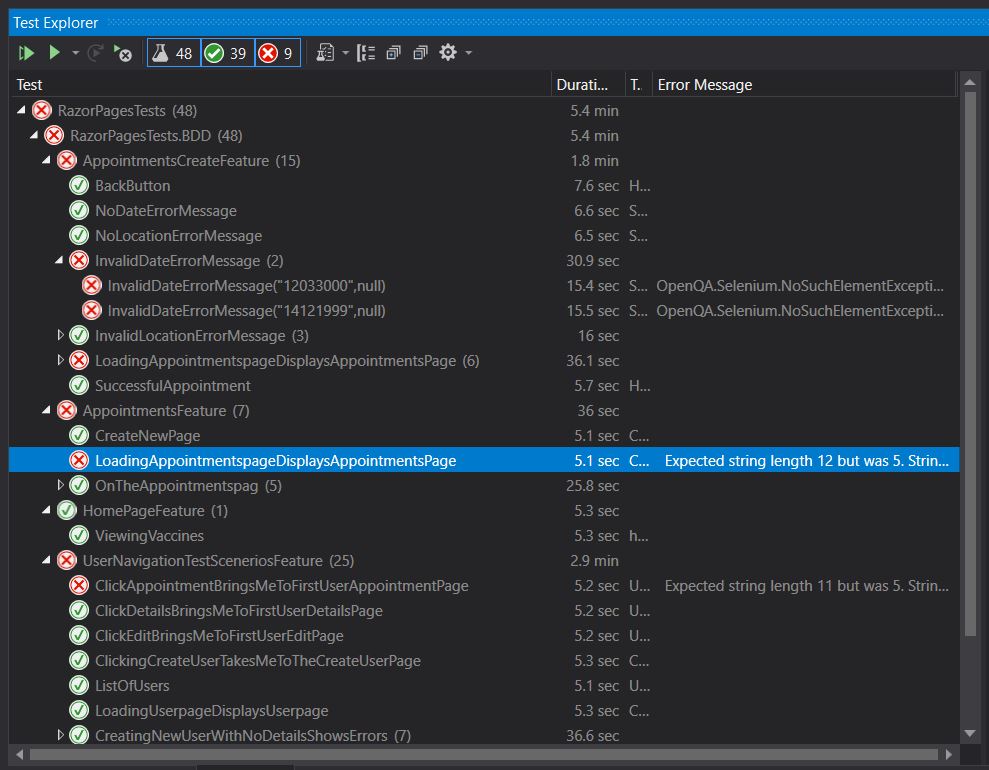 Test Explorer
48 39 9
Test Durati... T. Error Message
RazorPagesTests (48) 5.4 min
RazorPagesTests.BDD (48) 5.4 min
AppointmentsCreateFeature (15) 1.8 min
BackButton 7.6 sec H...
NoDateErrorMessage 6.6 sec S...
NoLocationErrorMessage 6.5 sec S...
InvalidDateErrorMessage (2) 30.9 sec
InvalidDateErrorMessage("12033000",null) 15.4 sec S... OpenQA.Selenium.NoSuchElementExcepti...
InvalidDateErrorMessage("14121999",null) 15.5 sec S... OpenQA.Selenium.NoSuchElementExcepti...
InvalidLocationErrorMessage (3) 16 sec
LoadingAppointmentspageDisplaysAppointmentsPage (6) 36.1 sec
SuccessfulAppointment 5.7 sec H...
AppointmentsFeature (7) 36 sec
CreateNewPage 5.1 sec C...
LoadingAppointmentspageDisplaysAppointmentsPage 5.1 sec C... Expected string length 12 but was 5. Strin...
OnTheAppointmentspag (5) 25.8 sec
HomePageFeature (1) 5.3 sec
ViewingVaccines 5.3 sec h...
UserNavigationTestSceneriosFeature (25) 2.9 min
ClickAppointmentBringsMeToFirstUserAppointmentPage 5.2 sec U... Expected string length 11 but was 5. Strin...
ClickDetailsBringsMeToFirstUserDetailsPage 5.2 sec U...
ClickEditBringsMeToFirstUserEditPage 5.2 sec U...
ClickingCreateUserTakesMeToTheCreateUserPage 5.3 sec C...
ListOfUsers 5.1 sec U...
LoadingUserpageDisplaysUserpage 5.3 sec C...
CreatingNewUserWithNoDetailsShowsErrors (7) 36.6 sec